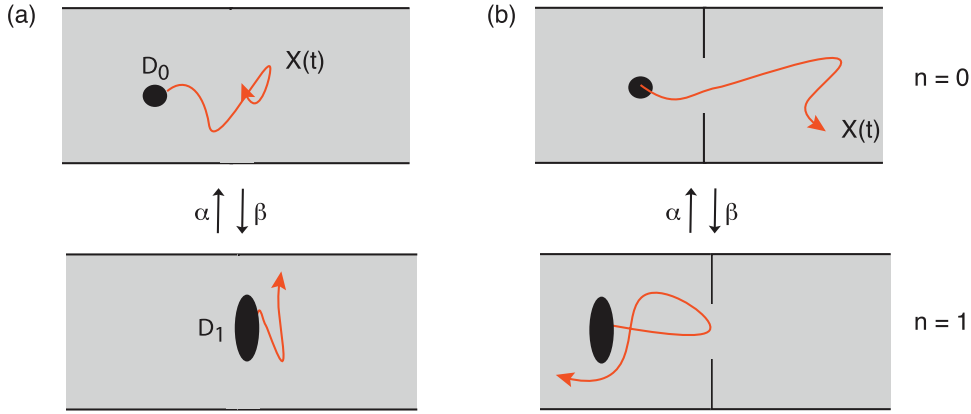 (a)
D₀
X(t)
α
β
D₁
(b)
X(t)
n = 0
α
β
n = 1